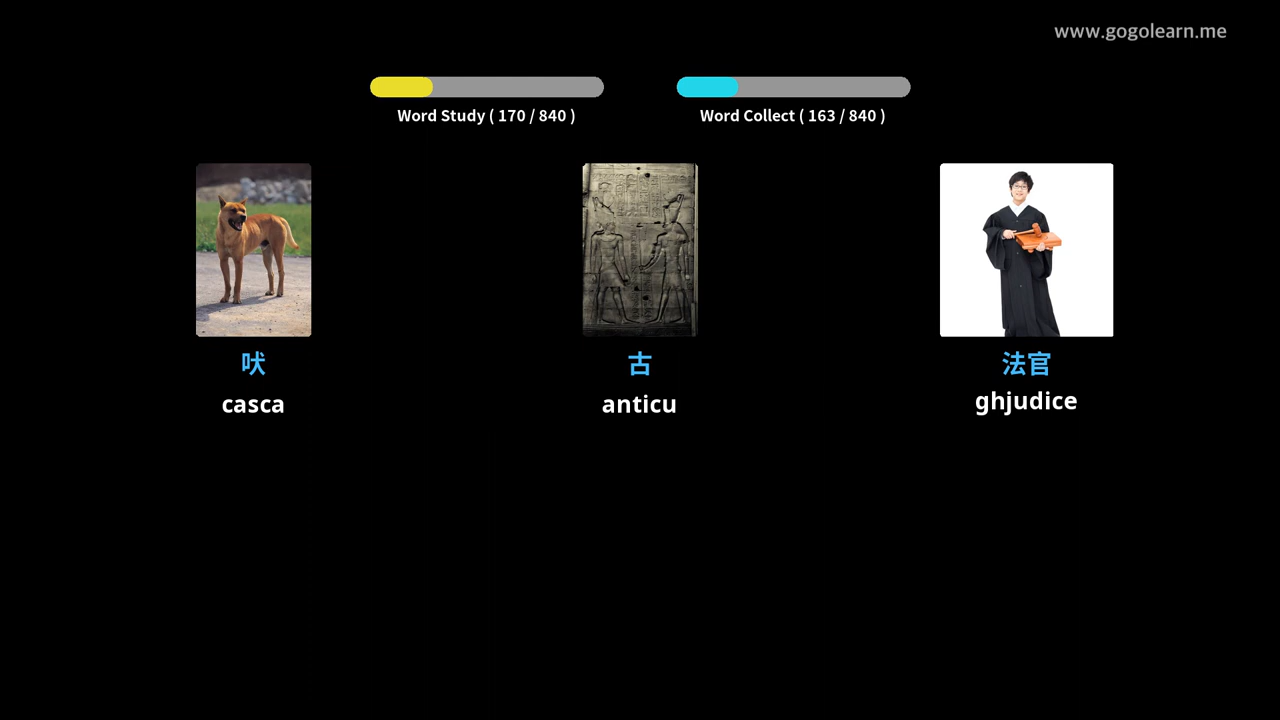 www.gogolearn.me
Word Study ( 170 / 840 )
Word Collect ( 163 / 840 )
吠
古
法官
casca
anticu
ghjudice